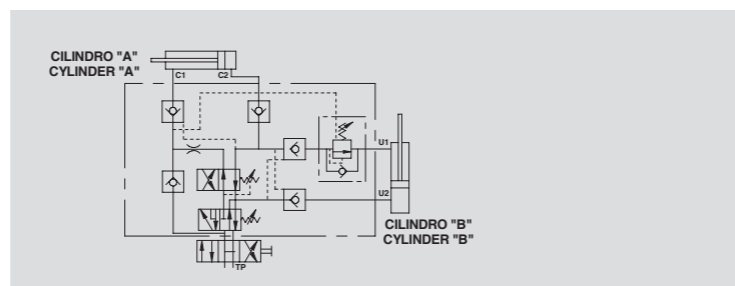 CILINDRO "A"
CYLINDER "A"
C1
C2
U1
U2
CILINDRO "B"
CYLINDER "B"
TP